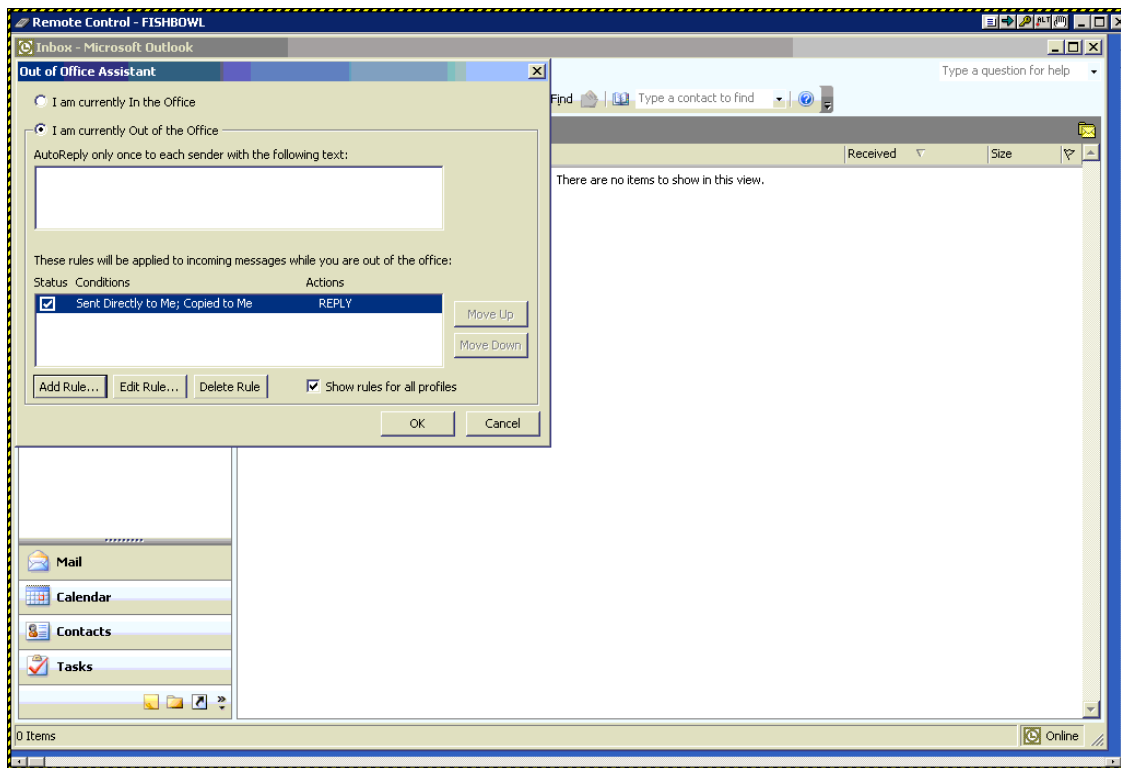 Remote Control - FISHBOWL
Inbox - Microsoft Outlook
Out of Office Assistant
Type a question for help
I am currently In the Office
Find
Type a contact to find
I am currently Out of the Office
AutoReply only once to each sender with the following text:
Received
Size
There are no items to show in this view.
These rules will be applied to incoming messages while you are out of the office:
Status Conditions Actions
Sent Directly to Me; Copied to Me REPLY
Move Up
Move Down
Add Rule... Edit Rule... Delete Rule Show rules for all profiles
OK Cancel
Mail
Calendar
Contacts
Tasks
0 Items
Online